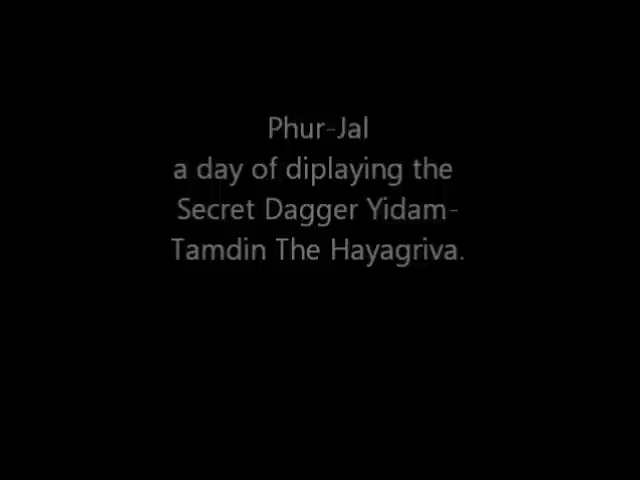 Phur-Jal
a day of diplaying the
Secret Dagger Yidam-
Tamdin The Hayagriva.